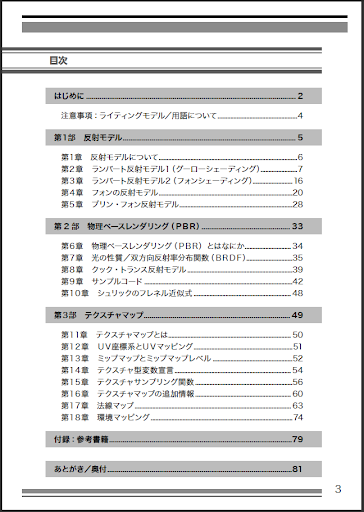 目次
はじめに 2
注意事項：ライティングモデル／用語について 4
第1部 反射モデル 5
第1章 反射モデルについて 6
第2章 ランバート反射モデル1（グーローシェーディング） 7
第3章 ランバート反射モデル2（フォンシェーディング） 16
第4章 フォンの反射モデル 20
第5章 ブリン・フォン反射モデル 28
第２部 物理ベースレンダリング（PBR） 33
第6章 物理ベースレンダリング（PBR）とはなにか 34
第7章 光の性質／双方向反射率分布関数（BRDF） 35
第8章 クック・トランス反射モデル 39
第9章 サンプルコード 42
第１０章 シュリックのフレネル近似式 48
第3部 テクスチャマップ 49
第１１章 テクスチャマップとは 50
第１２章 UV座標系とUVマッピング 51
第１３章 ミップマップとミップマップレベル 52
第１４章 テクスチャ型変数宣言 54
第１５章 テクスチャサンプリング関数 56
第１６章 テクスチャマップの追加情報 60
第１７章 法線マップ 63
第１８章 環境マッピング 74
付録：参考書籍 79
あとがき／奥付 81
3